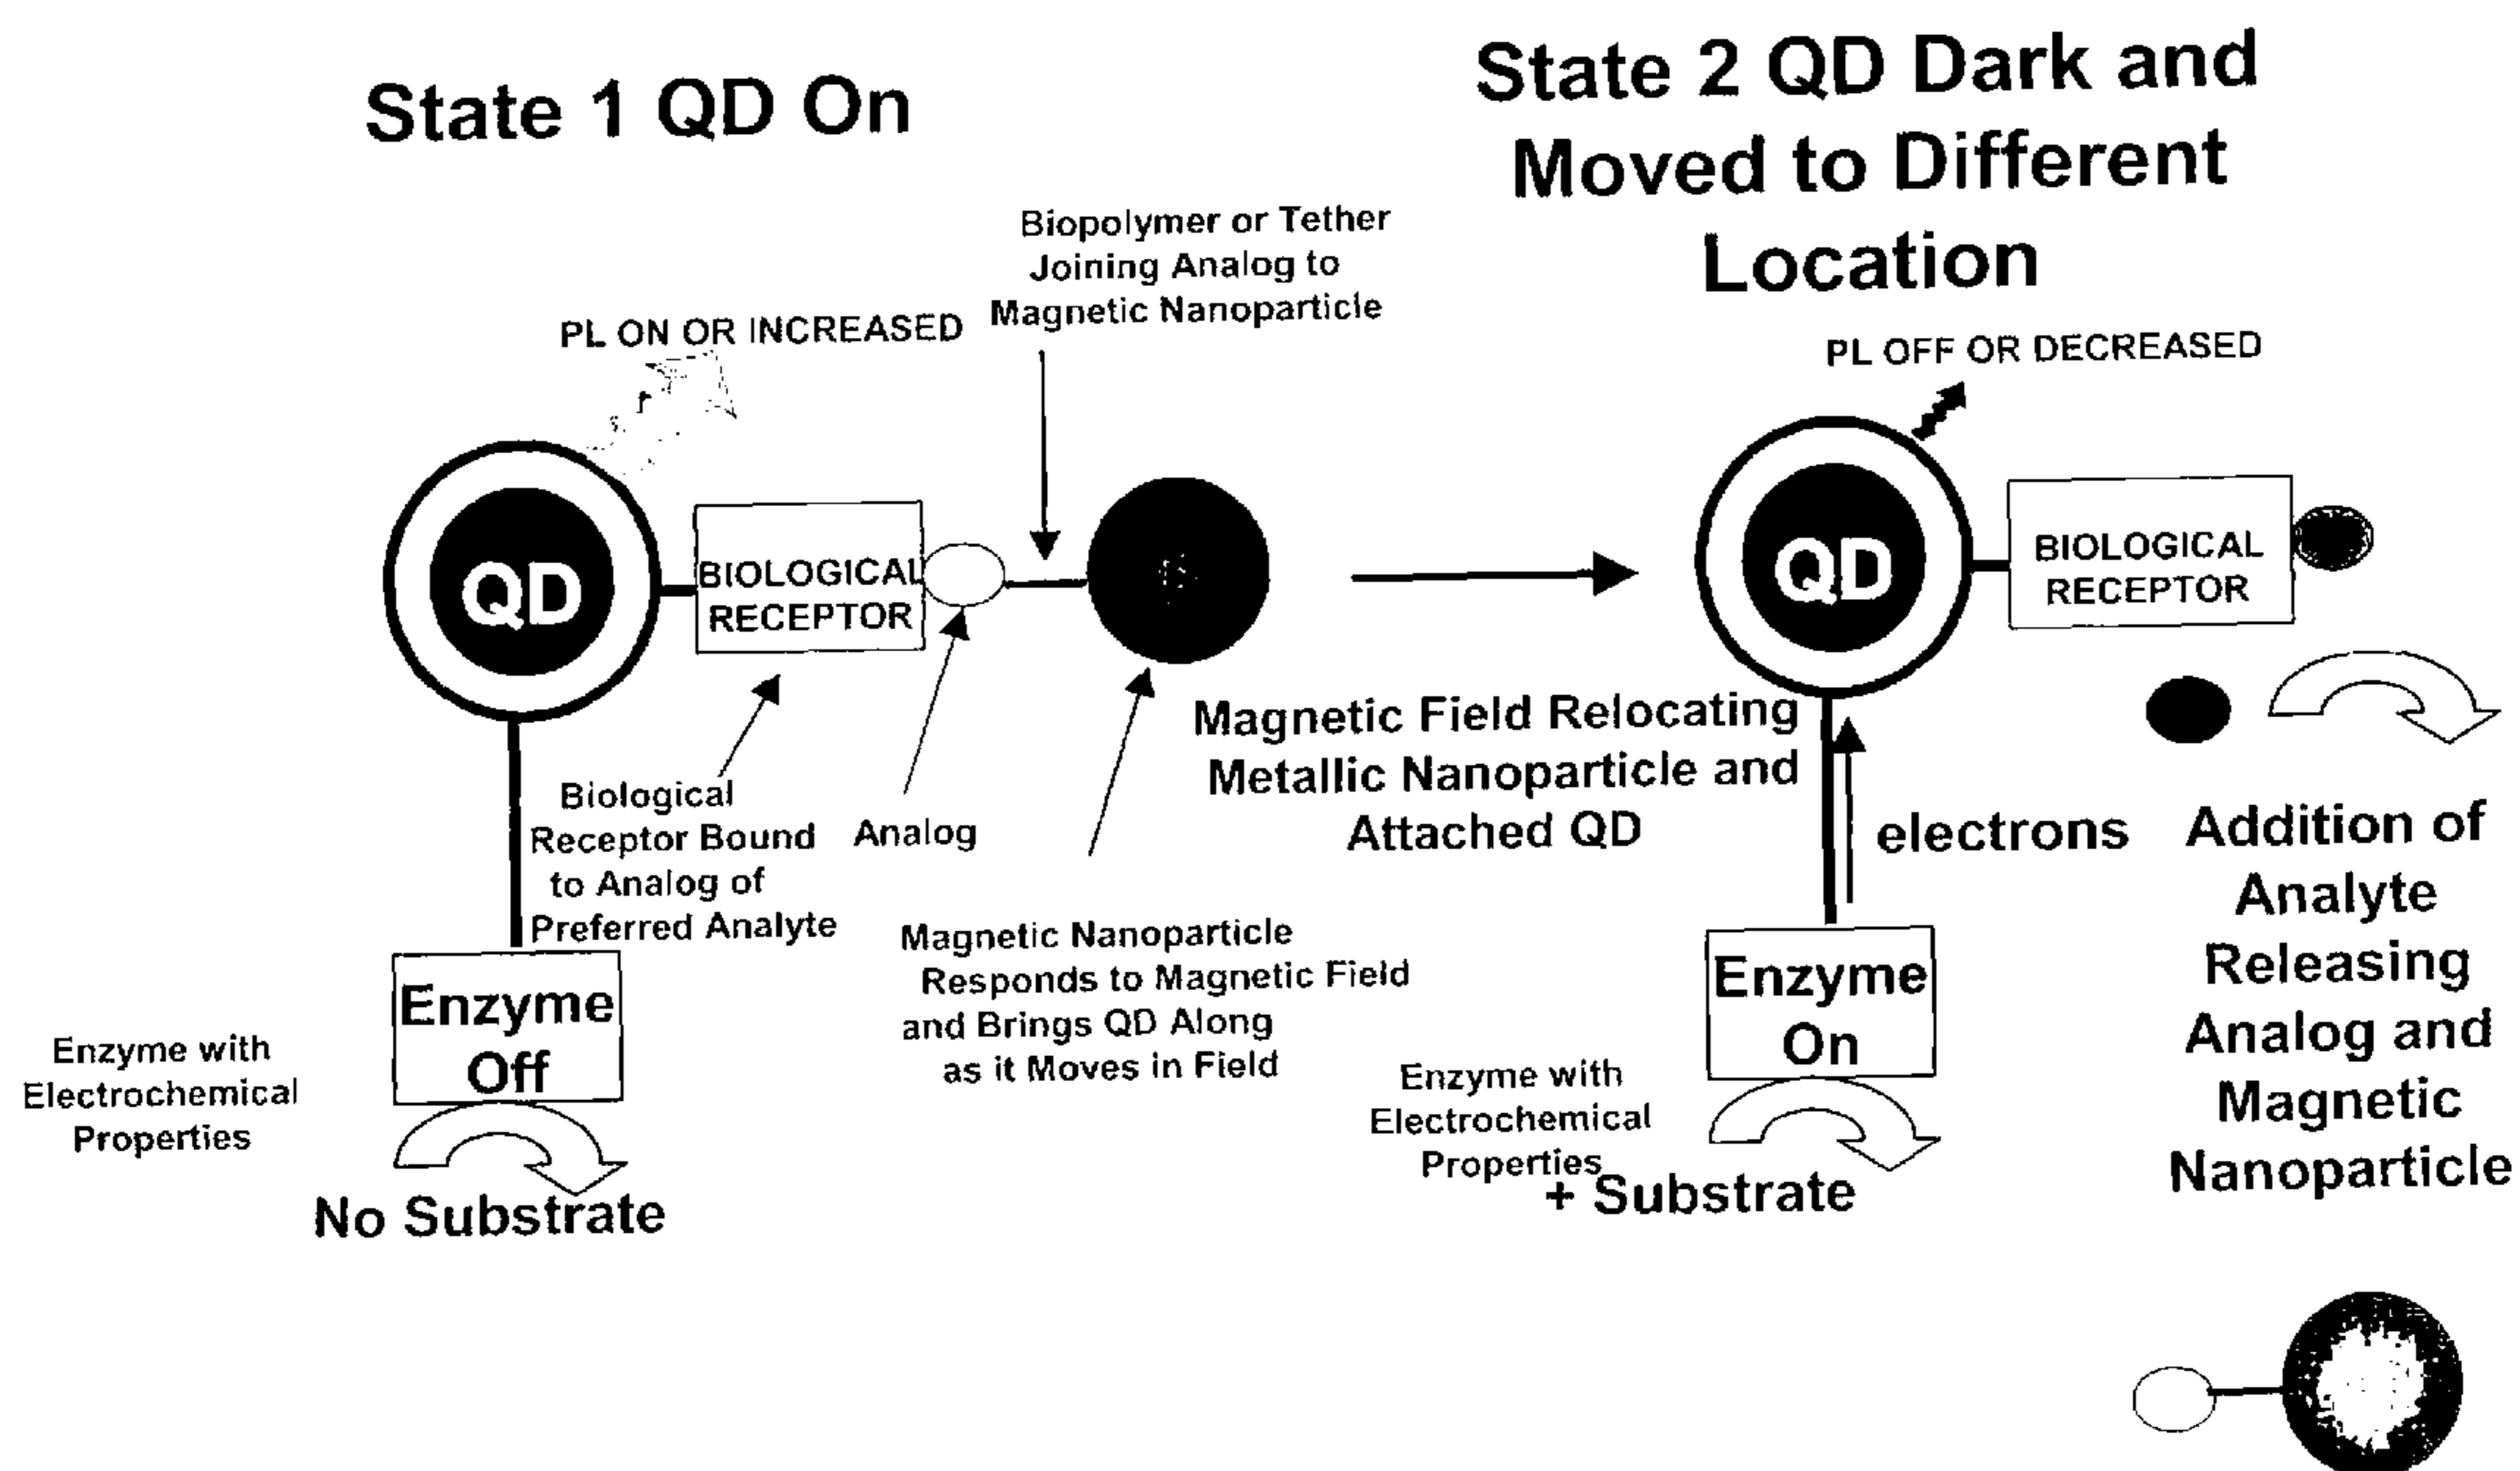 State 1 QD On
State 2 QD Dark and
Moved to Different
Location
Biopolymer or Tether
Joining Analog to
Magnetic Nanoparticle
PL ON OR INCREASED
PL OFF OR DECREASED
QD
BIOLOGICAL
RECEPTOR
QD
BIOLOGICAL
RECEPTOR
Magnetic Field Relocating
Metallic Nanoparticle and
Attached QD
Biological
Receptor Bound
to Analog of
Preferred Analyte
Analog
electrons
Addition of
Analyte
Releasing
Analog and
Magnetic
Nanoparticle
Magnetic Nanoparticle
Responds to Magnetic Field
and Brings QD Along
as it Moves in Field
Enzyme
Off
Enzyme with
Electrochemical
Properties
No Substrate
Enzyme
On
Enzyme with
Electrochemical
Properties
+ Substrate